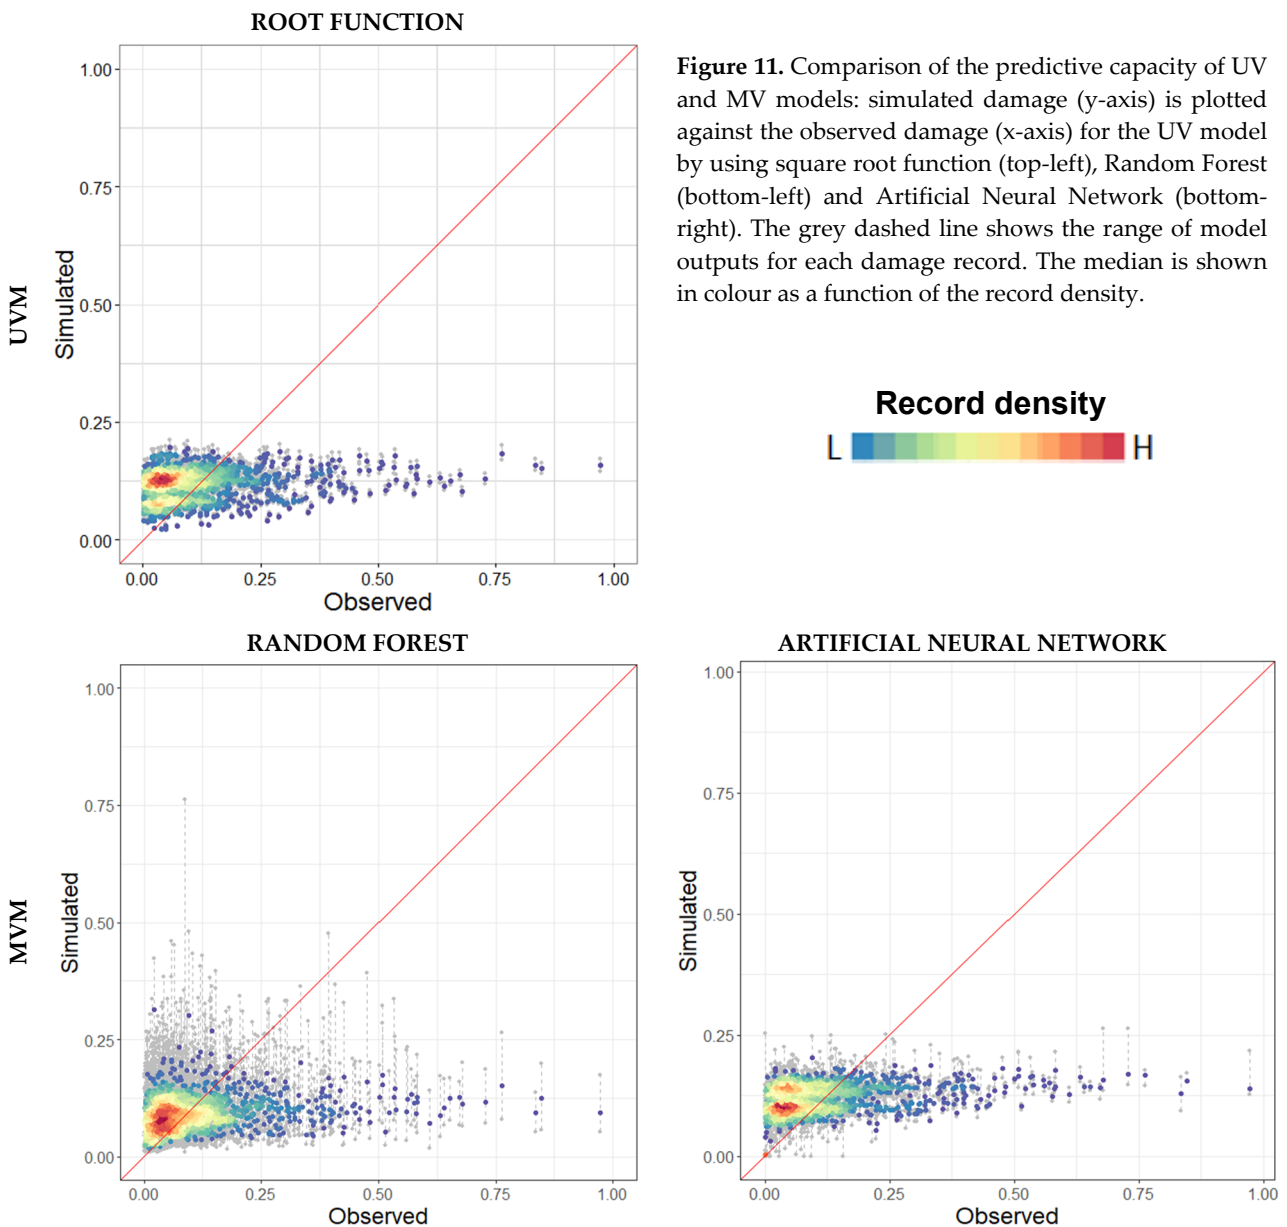 ROOT FUNCTION
UVM
Simulated
1.00
0.75
0.50
0.25
0.00
0.00 0.25 0.50 0.75 1.00
Observed
Figure 11. Comparison of the predictive capacity of UV
and MV models: simulated damage (y-axis) is plotted
against the observed damage (x-axis) for the UV model
by using square root function (top-left), Random Forest
(bottom-left) and Artificial Neural Network (bottom-
right). The grey dashed line shows the range of model
outputs for each damage record. The median is shown
in colour as a function of the record density.
Record density
L H
RANDOM FOREST
MVM
Simulated
1.00
0.75
0.50
0.25
0.00
0.00 0.25 0.50 0.75 1.00
Observed
ARTIFICIAL NEURAL NETWORK
Simulated
1.00
0.75
0.50
0.25
0.00
0.00 0.25 0.50 0.75 1.00
Observed